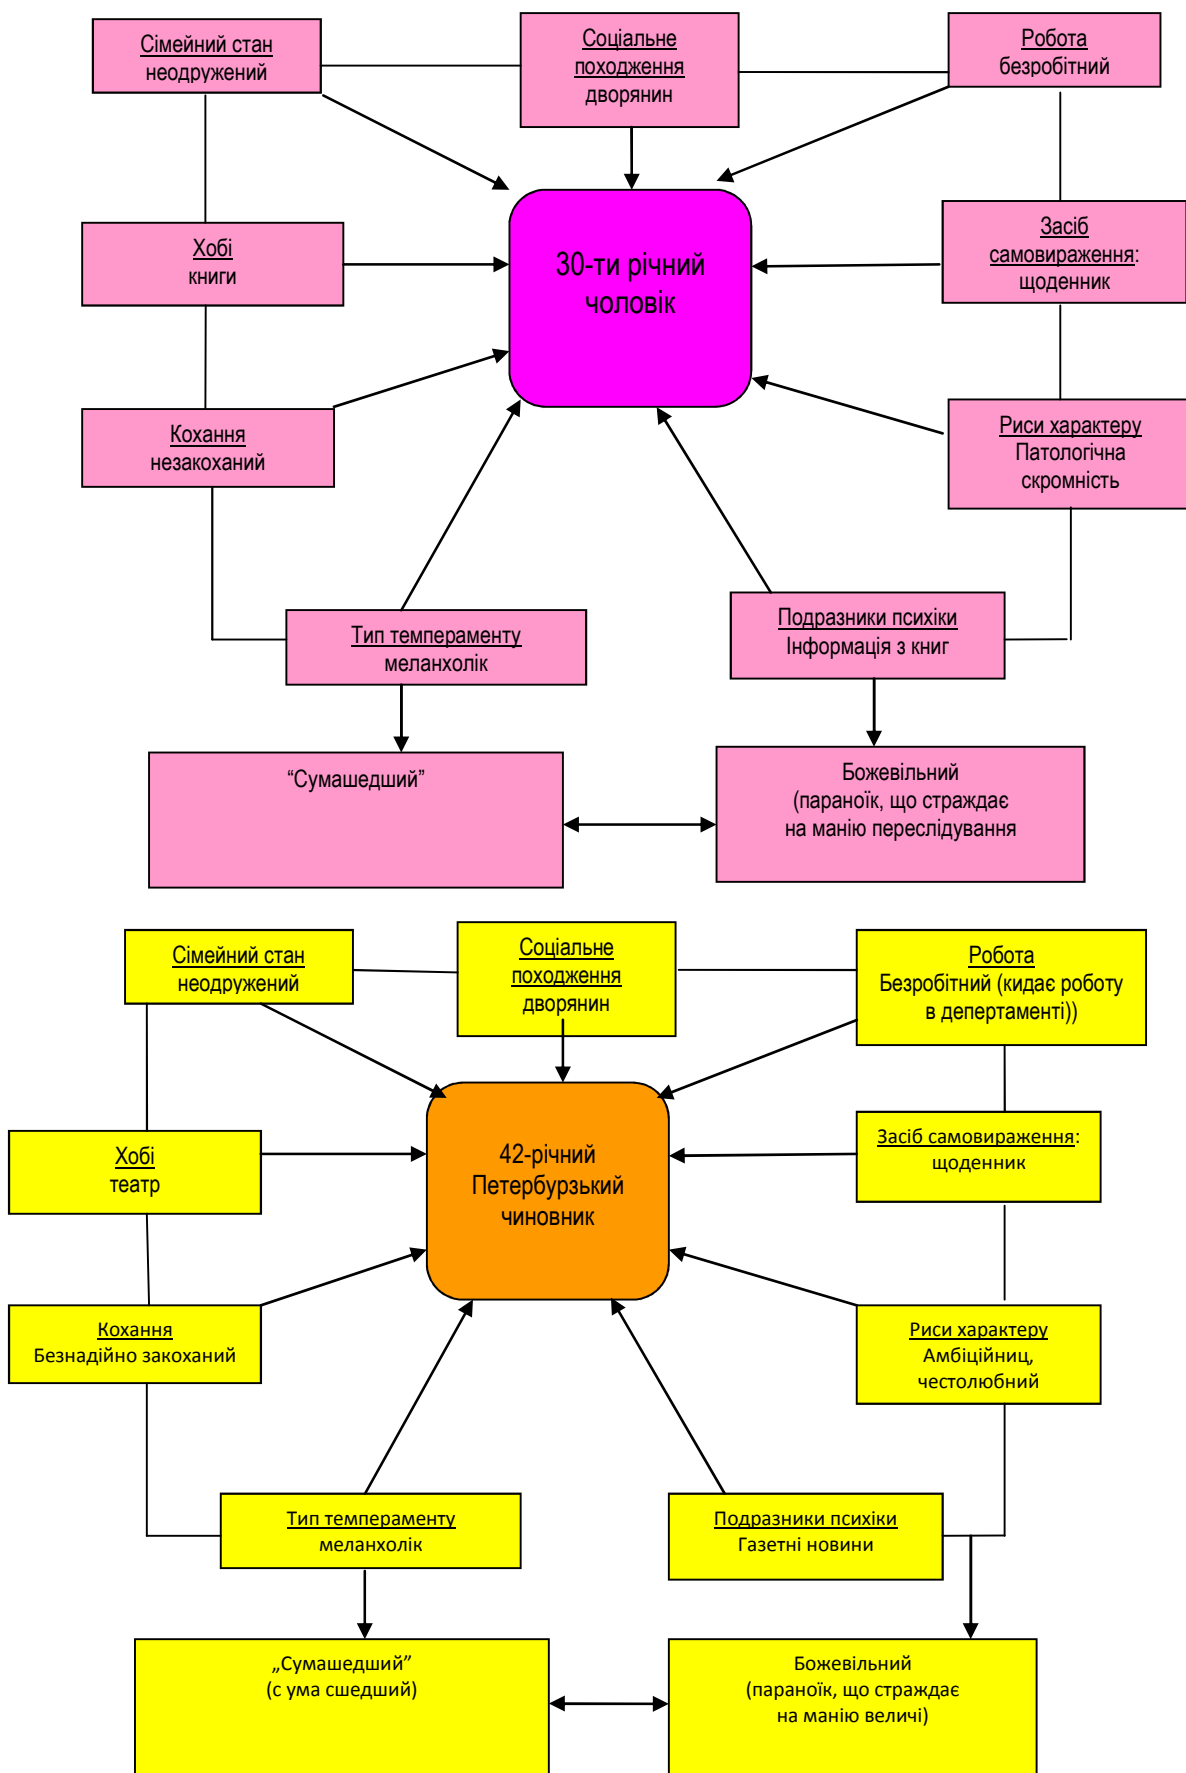 Сімейний стан
неодружений
Соціальне
походження
дворянин
Робота
безробітний
Хобі
книги
30-ти річний
чоловік
Засіб
самовираження:
щоденник
Кохання
незакоханий
Риси характеру
Патологічна
скромність
Тип темпераменту
меланхолік
Подразники психіки
Інформація з книг
“Сумашедший”
Божевільний
(параноїк, що страждає
на манію переслідування
Сімейний стан
неодружений
Соціальне
походження
дворянин
Робота
Безробітний (кидає роботу
в департаменті))
Хобі
театр
42-річний
Петербурзький
чиновник
Засіб самовираження:
щоденник
Кохання
Безнадійно закоханий
Риси характеру
Амбіційниц,
честолюбний
Тип темпераменту
меланхолік
Подразники психіки
Газетні новини
„Сумашедший”
(с ума сшедший)
Божевільний
(параноїк, що страждає
на манію величі)